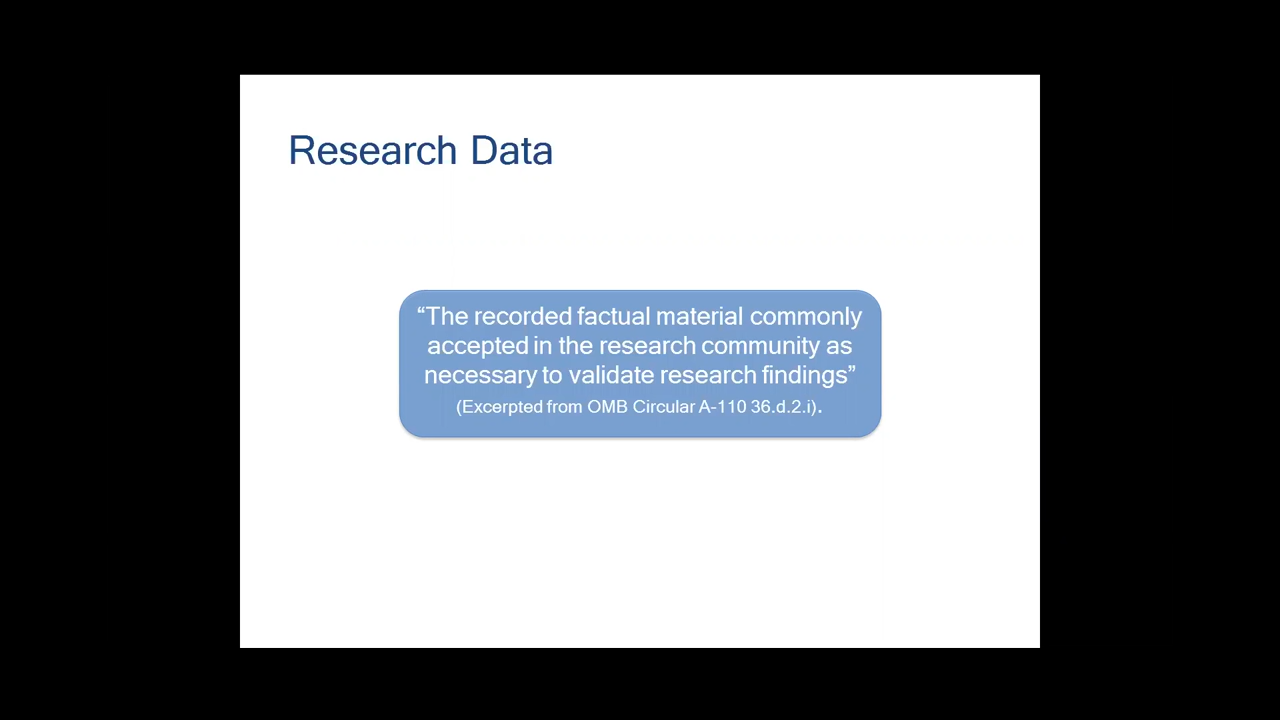 Research Data
“The recorded factual material commonly
accepted in the research community as
necessary to validate research findings”
(Excerpted from OMB Circular A-110 36.d.2.i).